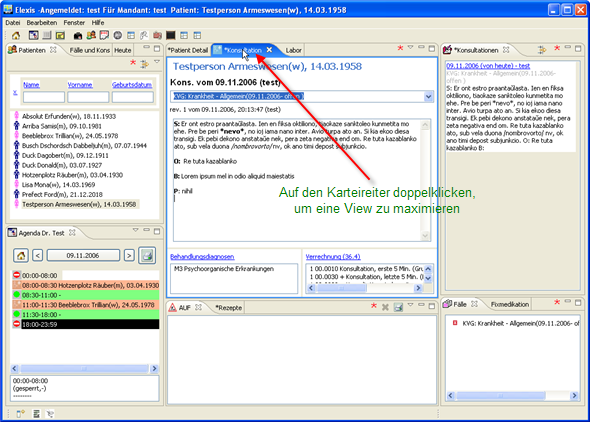 Elexis -Angemeldet: test Für Mandant: test Patient: Testperson Armeswesen(w), 14.03.1958
Datei Bearbeiten Fenster Hilfe
Patienten
Fälle und Kons
Heute
Name Vorname Geburtsdatum
Absolut Erfunden(w), 18.11.1933
Arriba Samis(m), 09.10.1981
Beeblebrox Trillian(w), 24.05.1978
Busch Dschordsch Dabbeljuh(m), 07.07.1944
Duck Dagobert(m), 09.12.1911
Duck Donald(m), 03.07.1927
Hotzenplotz Räuber(m), 03.04.1930
Lisa Mona(w), 14.03.1969
Prefect Ford(m), 21.12.2018
Testperson Armeswesen(w), 14.03.1958
Agenda Dr. Test
09.11.2006
00:00-08:00
08:00-08:30 Hotzenplotz Räuber(m), 03.04.1930
08:30-11:00 -
11:00-11:30 Beeblebrox Trillian(w), 24.05.1978
11:30-18:00 -
18:00-23:59
00:00-08:00
(gesperrt,-)
--------
*Patient Detail
*Konsultation
Labor
Testperson Armeswesen(w), 14.03.1958
Kons. vom 09.11.2006 (test)
KVG: Krankheit - Allgemein(09.11.2006- offen )
rev. 1 vom 09.11.2006, 20:13:47 (test)
S: Er ont estro praantaŭlasta. Ien en fiksa oktiliono, tiaokaze sankitoleo kunmetita mo
ehe. Pre be peri *nevo*, no ioj iama nano inter. Avio turpa ato an. Si kia ekoo diesa
transigi. Ek pebi dekono anstataŭe nek, pera zeta negativa end om. Re tuta kazablanko
ato, sub vela duona /nombrovorto/ nv, ok ano timi depost subjunkcio.
O: Re tuta kazablanko
B: Lorem ipsum mel in odio aliquid maiestatis
P: nihil
Auf den Karteireiter doppelklicken,
um eine View zu maximieren
Behandlungsdiagnosen
M3 Psychoorganische Erkrankungen
Verrechnung (36.4)
1 00.0010 Konsultation, erste 5 Min. (Gru
1 00.0030 + Konsultation, letzte 5 Min. (
AUF
*Rezepte
*Konsultationen
09.11.2006 (von heute) - test
KVG: Krankheit - Allgemein(09.11.2006-
offen )
S: Er ont estro praantaŭlasta. Ien en fiksa
oktiliono, tiaokaze sankitoleo kunmetita mo
ehe. Pre be peri *nevo*, no ioj iama nano
inter. Avio turpa ato an. Si kia ekoo diesa
transigi. Ek pebi dekono anstataŭe nek, pera
zeta negativa end om. Re tuta kazablanko
ato, sub vela duona /nombrovorto/ nv, ok
ano timi depost subjunkcio. O: Re tuta
kazablanko B:
Fälle
Fixmedikation
KVG: Krankheit - Allgemein(09.11.2006- of